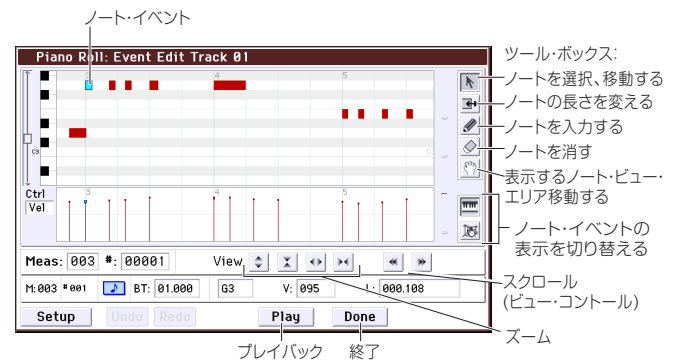 ノート・イベント
Piano Roll: Event Edit Track 01
ツール・ボックス:
3 4 5
ノートを選択、移動する
ノートの長さを変える
ノートを入力する
ノートを消す
C3
表示するノート・ビュー・
エリア移動する
Ctrl
Vel
3 4 5
ノート・イベントの
表示を切り替える
Meas: 003 #: 00001 View
スクロール
(ビュー・コントール)
M:003 #001 ♪ BT: 01.000 G3 V: 095 L: 000.108
ズーム
Setup Undo Redo Play Done
プレイバック 終了